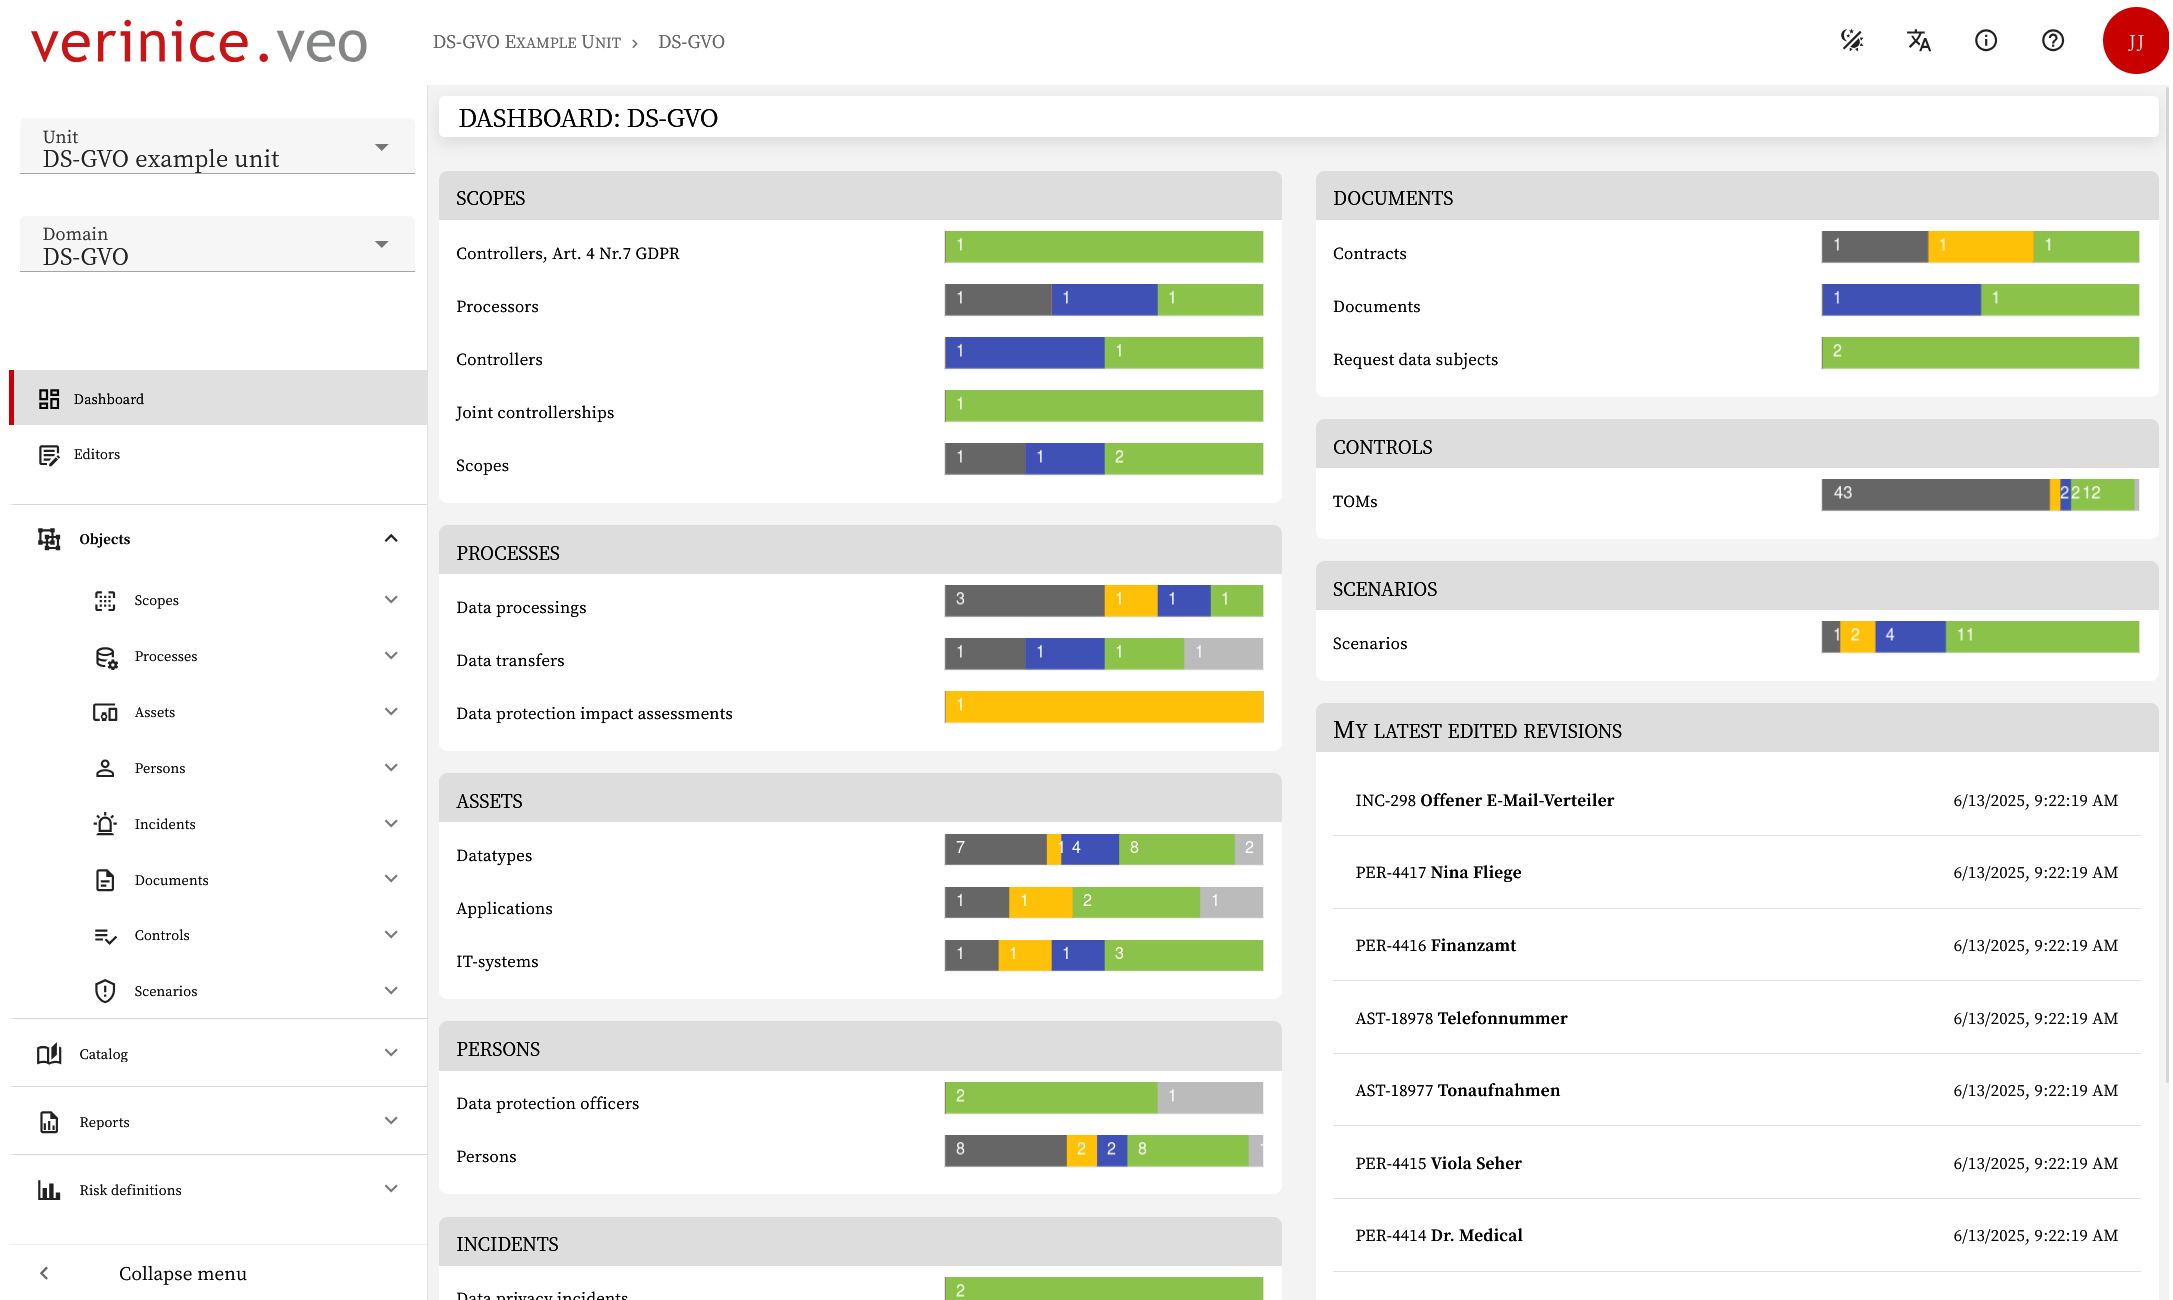 verinice.veo
DS-GVO Example Unit › DS-GVO
JJ
Unit
DS-GVO example unit
Domain
DS-GVO
Dashboard
Editors
Objects
Scopes
Processes
Assets
Persons
Incidents
Documents
Controls
Scenarios
Catalog
Reports
Risk definitions
Collapse menu
DASHBOARD: DS-GVO
SCOPES
Controllers, Art. 4 Nr.7 GDPR 1
Processors 1 1 1
Controllers 1 1
Joint controllerships 1
Scopes 1 1 2
PROCESSES
Data processings 3 1 1 1
Data transfers 1 1 1 1
Data protection impact assessments 1
ASSETS
Datatypes 7 1 4 8 2
Applications 1 1 2 1
IT-systems 1 1 1 3
PERSONS
Data protection officers 2 1
Persons 8 2 2 8
INCIDENTS
Data privacy incidents 2
DOCUMENTS
Contracts 1 1 1
Documents 1 1
Request data subjects 2
CONTROLS
TOMs 43 2 2 12
SCENARIOS
Scenarios 1 2 4 11
My latest edited revisions
INC-298 Offener E-Mail-Verteiler 6/13/2025, 9:22:19 AM
PER-4417 Nina Fliege 6/13/2025, 9:22:19 AM
PER-4416 Finanzamt 6/13/2025, 9:22:19 AM
AST-18978 Telefonnummer 6/13/2025, 9:22:19 AM
AST-18977 Tonaufnahmen 6/13/2025, 9:22:19 AM
PER-4415 Viola Seher 6/13/2025, 9:22:19 AM
PER-4414 Dr. Medical 6/13/2025, 9:22:19 AM